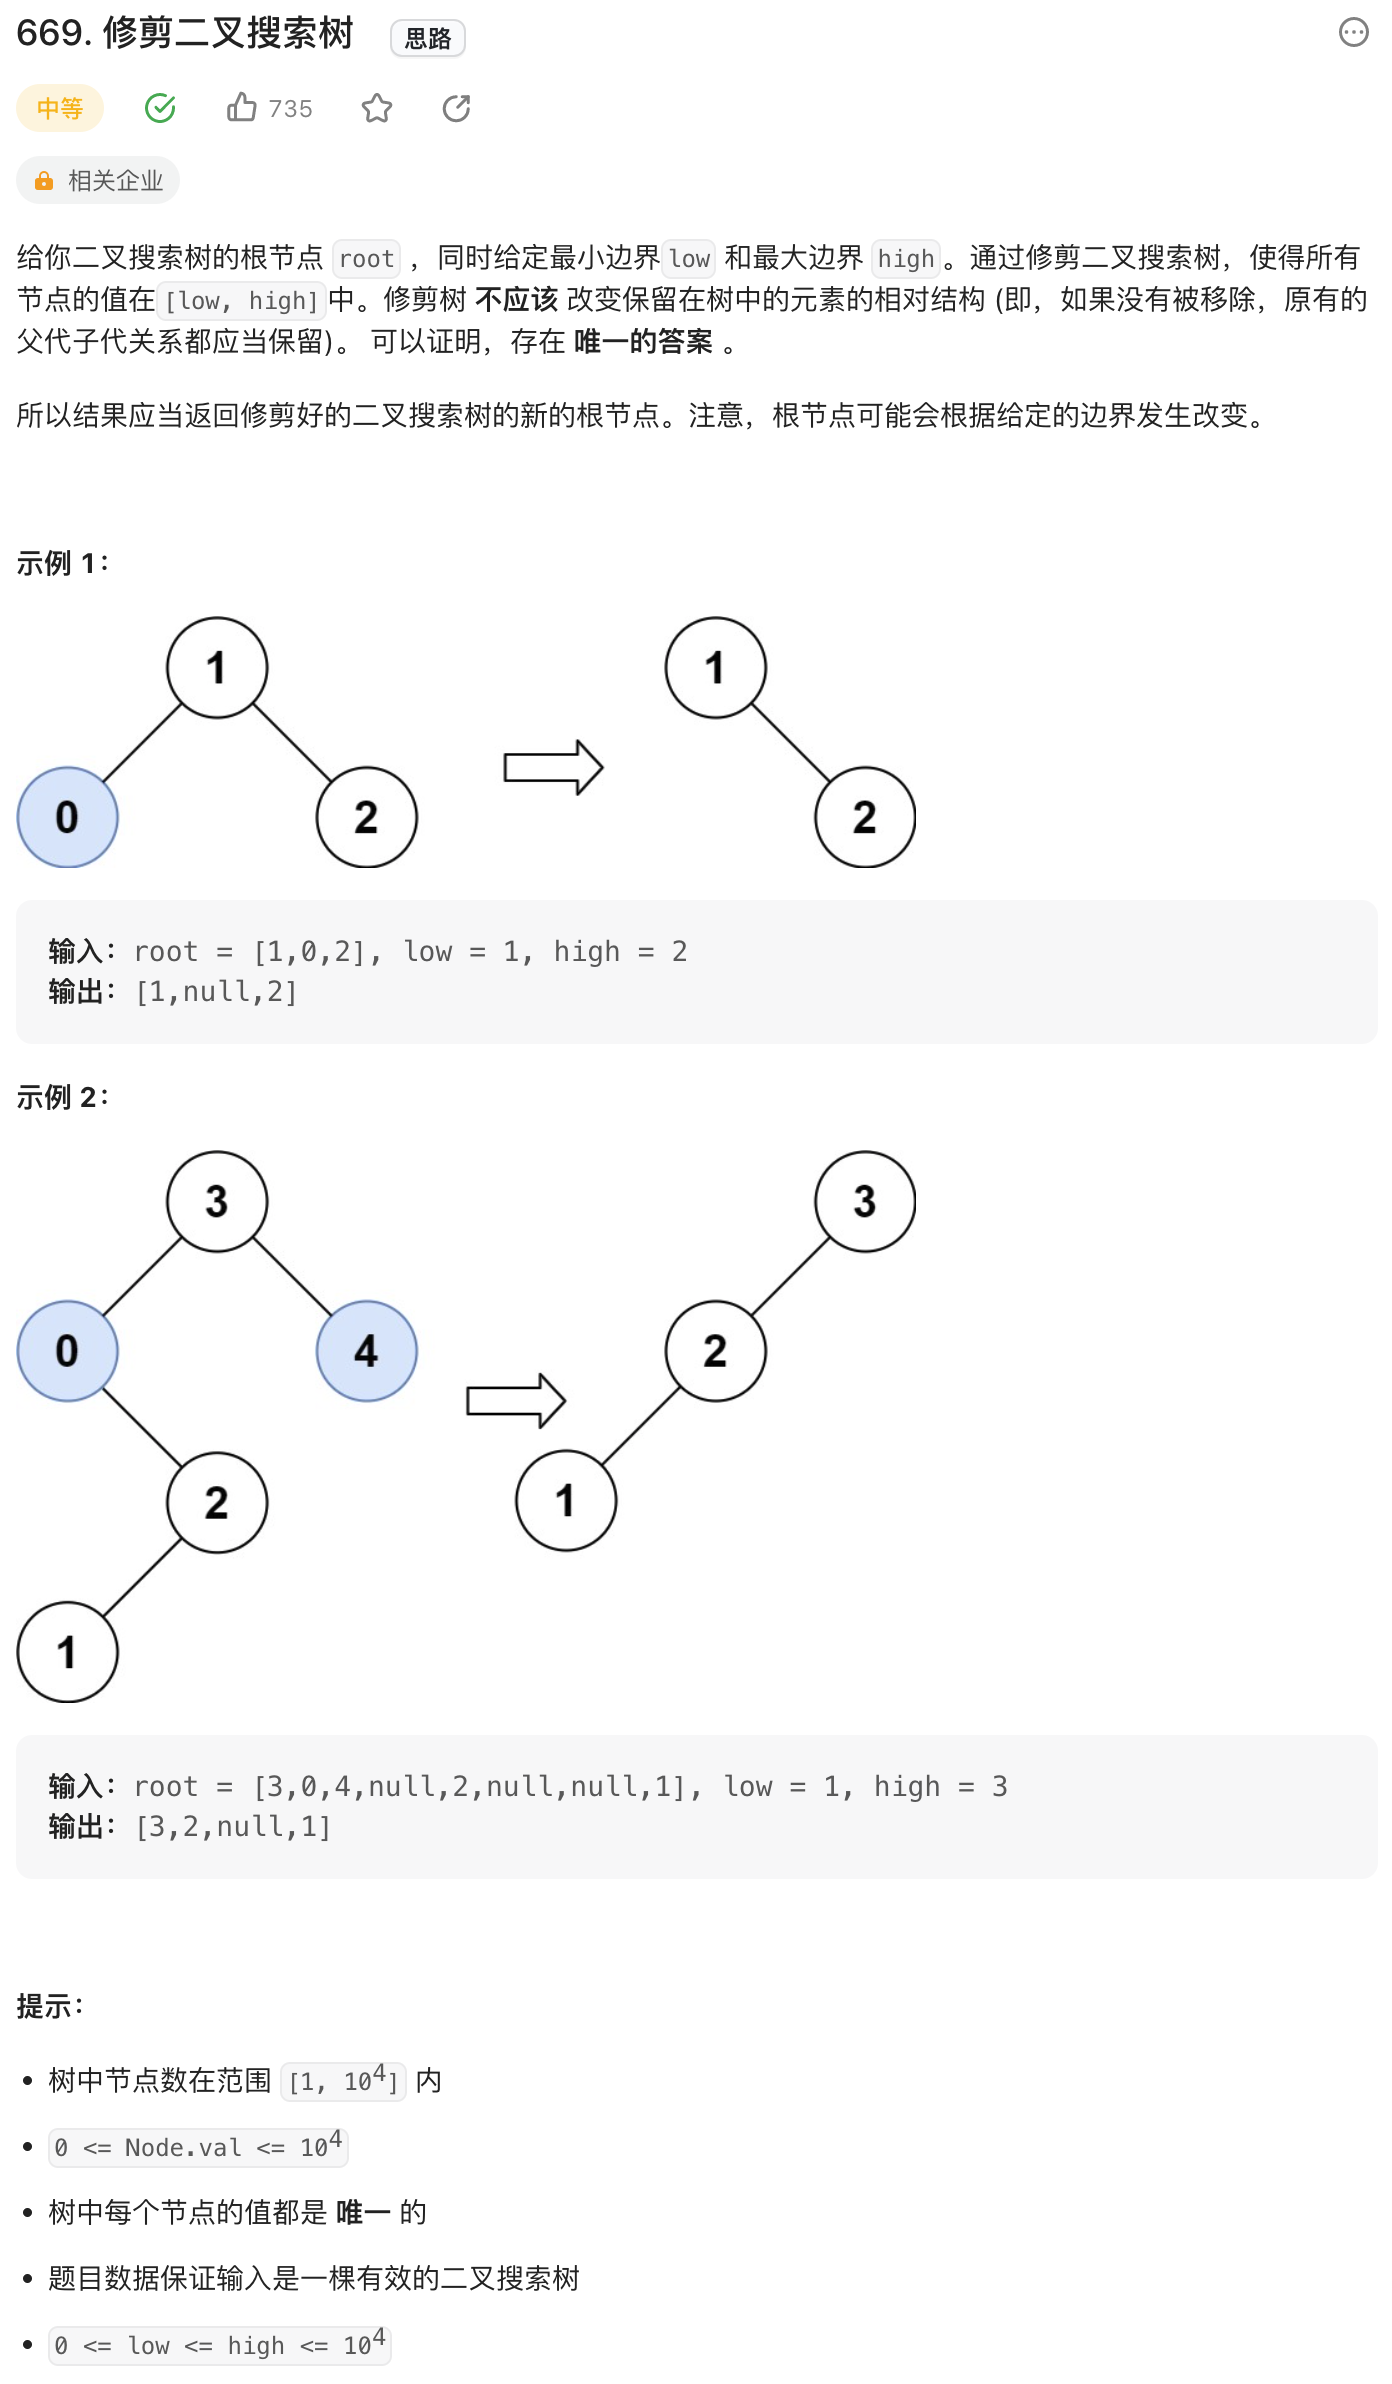 669. 修剪二叉搜索树 思路
中等 735
相关企业
给你二叉搜索树的根节点 root ，同时给定最小边界low 和最大边界 high。通过修剪二叉搜索树，使得所有
节点的值在[low, high]中。修剪树 不应该 改变保留在树中的元素的相对结构 (即，如果没有被移除，原有的
父代子代关系都应当保留)。 可以证明，存在 唯一的答案 。
所以结果应当返回修剪好的二叉搜索树的新的根节点。注意，根节点可能会根据给定的边界发生改变。
示例 1：
1 1
0 2 2
输入：root = [1,0,2], low = 1, high = 2
输出：[1,null,2]
示例 2：
3 3
0 4 2
2 1
1
输入：root = [3,0,4,null,2,null,null,1], low = 1, high = 3
输出：[3,2,null,1]
提示：
• 树中节点数在范围 [1, 10⁴] 内
• 0 <= Node.val <= 10⁴
• 树中每个节点的值都是 唯一 的
• 题目数据保证输入是一棵有效的二叉搜索树
• 0 <= low <= high <= 10⁴